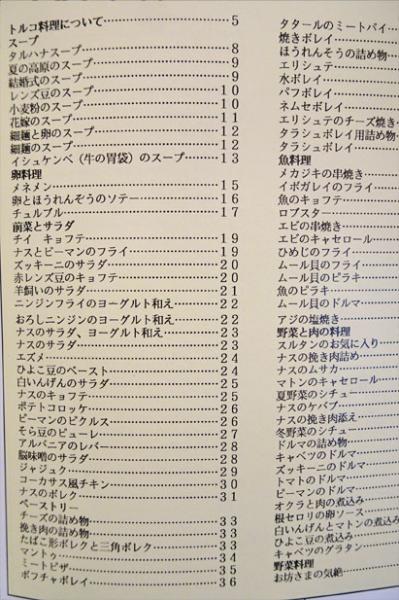 トルコ料理について……5
スープ
タルハナスープ……8
夏の高原のスープ……9
結婚式のスープ……9
レンズ豆のスープ……10
小麦粉のスープ……10
花嫁のスープ……11
細麺と卵のスープ……12
細麺のスープ……12
イシュケンベ（牛の胃袋）のスープ……13
卵料理
メネメン……15
卵とほうれんそうのソテー……16
チュルブル……17
前菜とサラダ
チイ キョフテ……19
ナスとピーマンのフライ……19
ズッキーニのサラダ……20
赤レンズ豆のキョフテ……20
羊飼いのサラダ……21
ニンジンフライのヨーグルト和え……22
おろしニンジンのヨーグルト和え……22
ナスのサラダ、ヨーグルト和え……23
ナスのサラダ……23
エズメ……24
ひよこ豆のペースト……24
白いんげんのサラダ……25
ナスのキョフテ……25
ポテトコロッケ……26
ピーマンのピクルス……26
そら豆のピューレ……27
アルバニアのレバー……28
脳味噌のサラダ……28
ジャジュク……29
コーカサス風チキン……30
ナスのボレク……31
ペーストリー
チーズの詰め物……33
挽き肉の詰め物……33
たばこ形ボレクと三角ボレク……33
マントゥ……34
ミートピザ……35
ポフチャボレイ……36
タタールのミートパイ
焼きボレイ
ほうれんそうの詰め物
エリシュテ
水ボレイ
パフボレイ
ネムセボレイ
エリシュテのチーズ焼き
タラシュボレイ用詰め物
タラシュボレイ
魚料理
メカジキの串焼き
イボガレイのフライ
魚のキョフテ
ロブスター
エビの串焼き
エビのキャセロール
ひめじのフライ
ムール貝のフライ
ムール貝のピラキ
魚のピラキ
ムール貝のドルマ
アジの塩焼き
野菜と肉の料理
スルタンのお気に入り
ナスの挽き肉詰め
ナスのムサカ
マトンのキャセロール
夏野菜のシチュー
ナスのケバブ
ナスの挽き肉添え
冬野菜のシチュー
ドルマの詰め物
キャベツのドルマ
ズッキーニのドルマ
トマトのドルマ
ピーマンのドルマ
オクラと肉の煮込み
根セロリの卵ソース
白いんげんとマトンの煮込み
ひよこ豆の煮込み
キャベツのグラタン
野菜料理
お坊さまの気絶